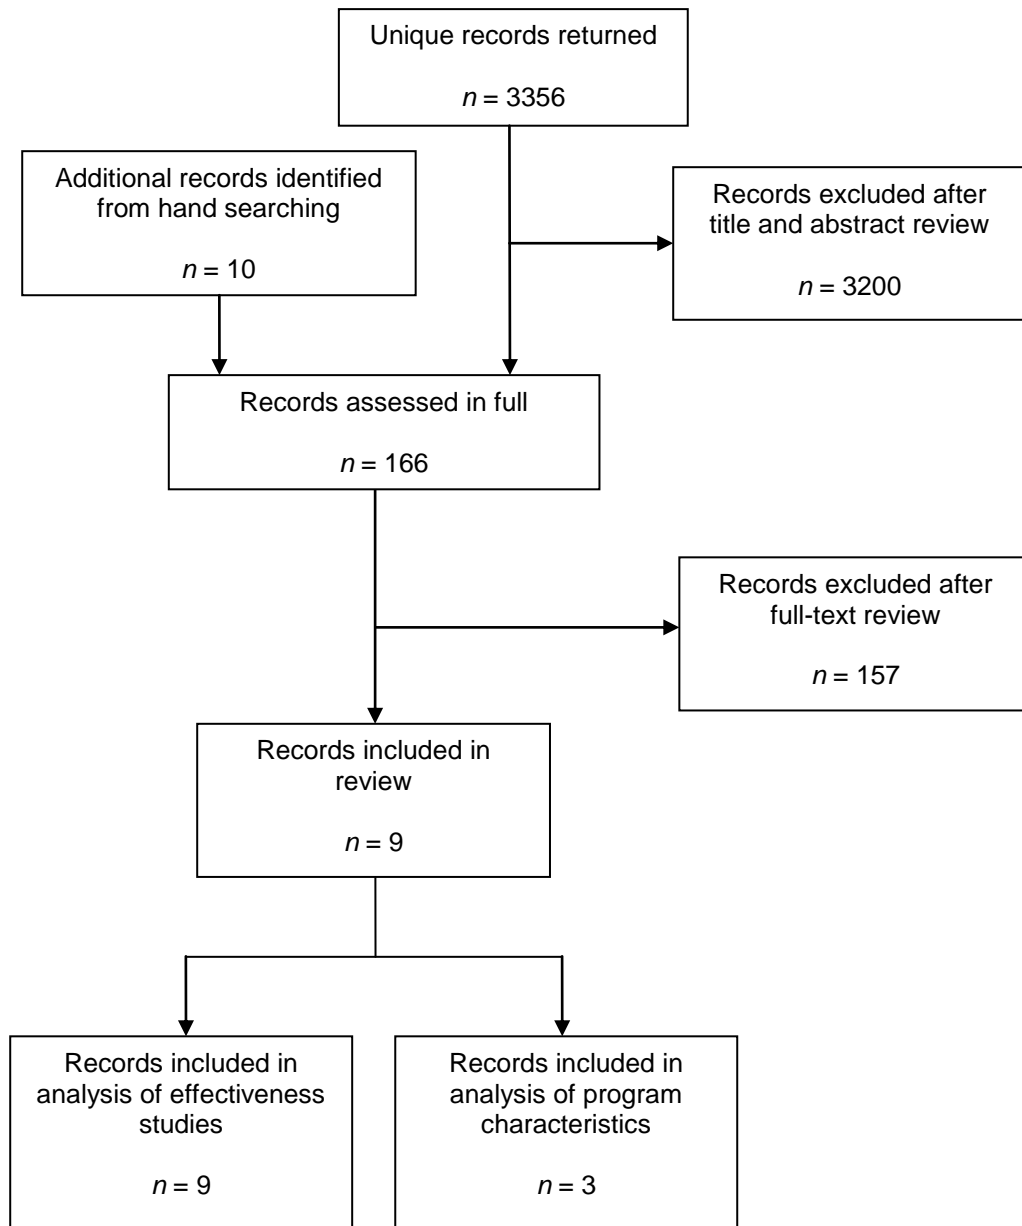 Unique records returned
n = 3356
Additional records identified
from hand searching
n = 10
Records excluded after
title and abstract review
n = 3200
Records assessed in full
n = 166
Records excluded after
full-text review
n = 157
Records included in
review
n = 9
Records included in
analysis of effectiveness
studies
n = 9
Records included in
analysis of program
characteristics
n = 3